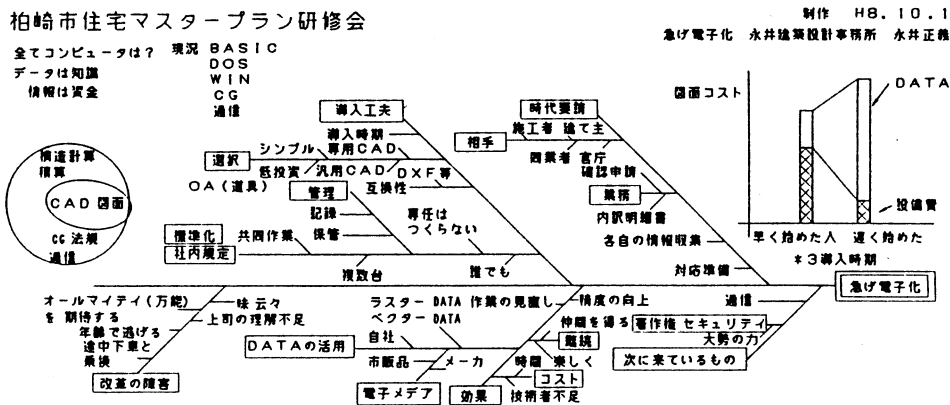 柏崎市住宅マスタープラン研修会
制作 H8.10.1
急げ電子化 永井建築設計事務所 永井正義
全てコンピュータは?
データは知識
情報は資金
現況 BASIC
DOS
WIN
CG
通信
図面コスト
DATA
設備費
早く始めた人 遅く始めた
*3導入時期
構造計算
積算
CAD図面
CG 法規
通信
導入工夫
導入時期
選択
シンプル 専用CAD
低投資 汎用CAD DXF等
OA(道具)
互換性
管理
記録
保管
専任は
つくらない
標準化
社内規定
共同作業
複数台
誰でも
時代要請
相手
施工者 建て主
同業者 官庁
確認申請
業務
内訳明細書
各自の情報収集
対応準備
急げ電子化
オールマイテイ(万能)
を期待する
年齢で逃げる
途中下車と
乗換
改革の障害
味云々
上司の理解不足
ラスターDATA 作業の見直し
ベクターDATA
自社
DATAの活用
市販品
メーカ
電子メデア
精度の向上
仲間を得る
時間 楽しく
コスト
効果
技術者不足
通信
著作権 セキュリティ
大勢の力
次に来ているもの